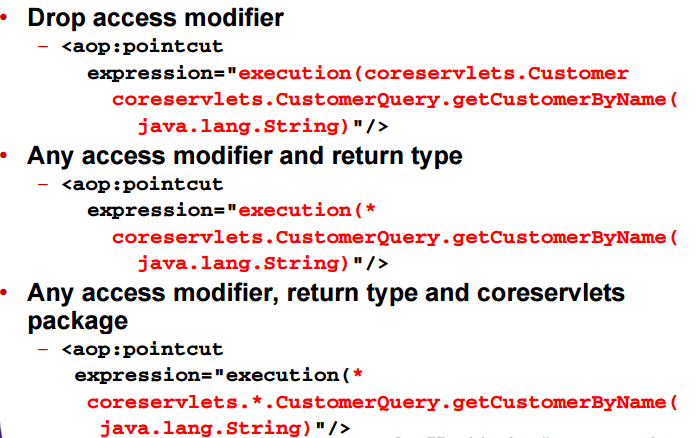 • Drop access modifier
– <aop:pointcut
expression="execution(coreservlets.Customer
coreservlets.CustomerQuery.getCustomerByName(
java.lang.String)"/>
• Any access modifier and return type
– <aop:pointcut
expression="execution(*
coreservlets.CustomerQuery.getCustomerByName(
java.lang.String)"/>
• Any access modifier, return type and coreservlets
package
– <aop:pointcut
expression="execution(*
coreservlets.*.CustomerQuery.getCustomerByName(
java.lang.String)"/>